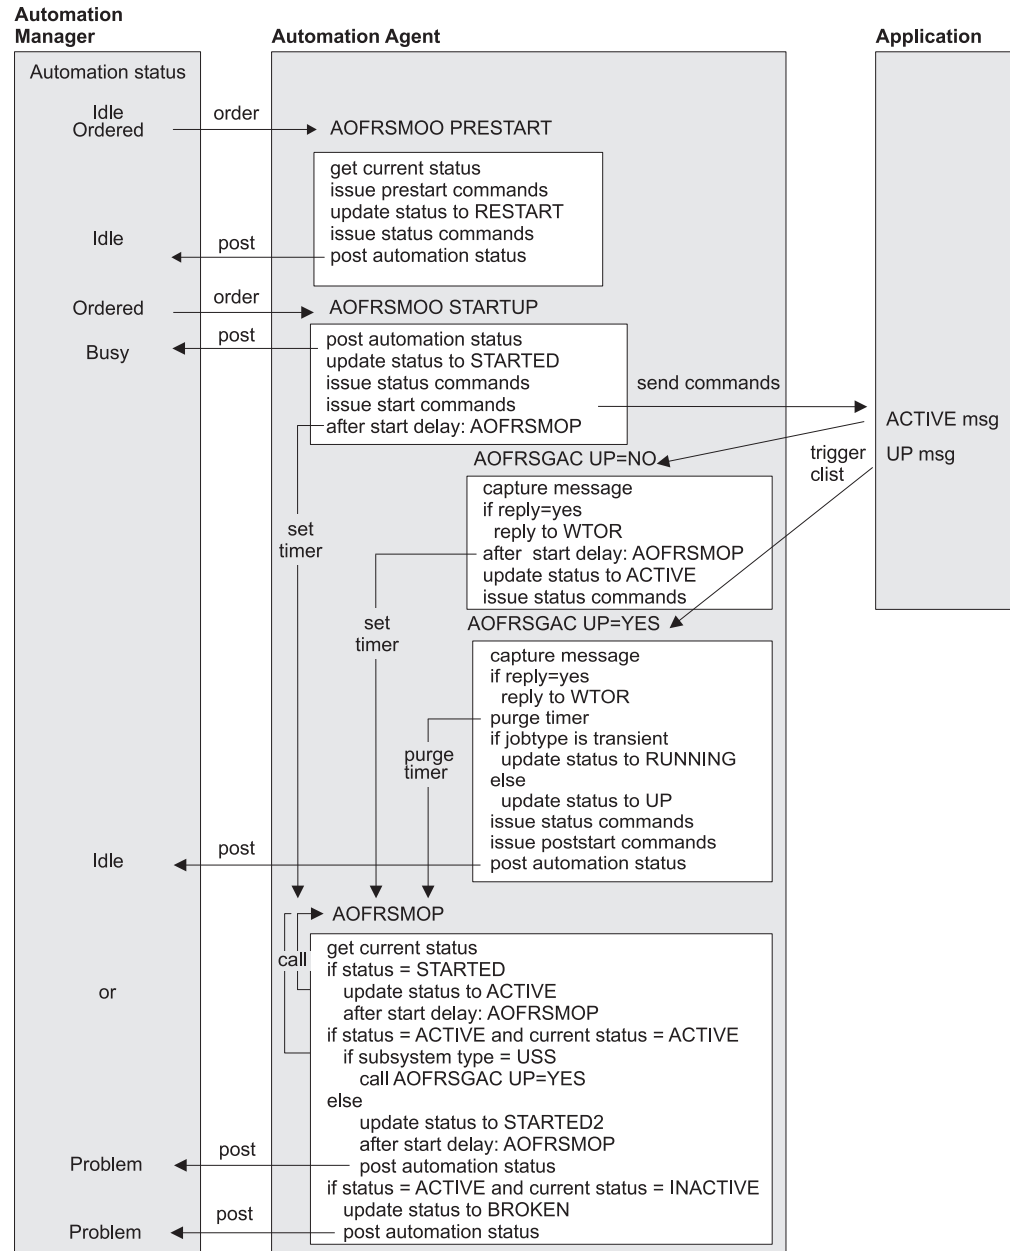 Automation
Manager
Automation Agent
Application
Automation status
Idle
Ordered
order
AOFRSMOO PRESTART
get current status
issue prestart commands
update status to RESTART
issue status commands
post automation status
Idle
post
Ordered
order
AOFRSMOO STARTUP
post
Busy
post automation status
update status to STARTED
issue status commands
issue start commands
after start delay: AOFRSMOP
send commands
ACTIVE msg
UP msg
trigger
clist
AOFRSGAC UP=NO
capture message
if reply=yes
reply to WTOR
after start delay: AOFRSMOP
update status to ACTIVE
issue status commands
set
timer
set
timer
AOFRSGAC UP=YES
capture message
if reply=yes
reply to WTOR
purge timer
if jobtype is transient
update status to RUNNING
else
update status to UP
issue status commands
issue poststart commands
post automation status
purge
timer
Idle
post
AOFRSMOP
call
or
get current status
if status = STARTED
update status to ACTIVE
after start delay: AOFRSMOP
if status = ACTIVE and current status = ACTIVE
if subsystem type = USS
call AOFRSGAC UP=YES
else
update status to STARTED2
after start delay: AOFRSMOP
post automation status
if status = ACTIVE and current status = INACTIVE
update status to BROKEN
post automation status
Problem
post
Problem
post